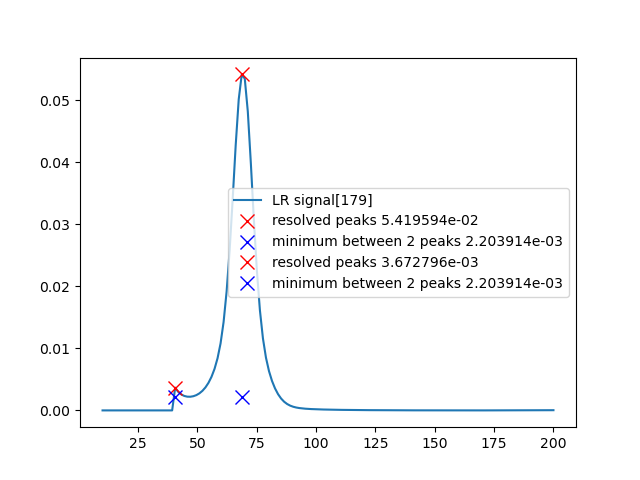 0.05
0.04
0.03
0.02
0.01
0.00
LR signal[179]
resolved peaks 5.419594e-02
minimum between 2 peaks 2.203914e-03
resolved peaks 3.672796e-03
minimum between 2 peaks 2.203914e-03
25 50 75 100 125 150 175 200